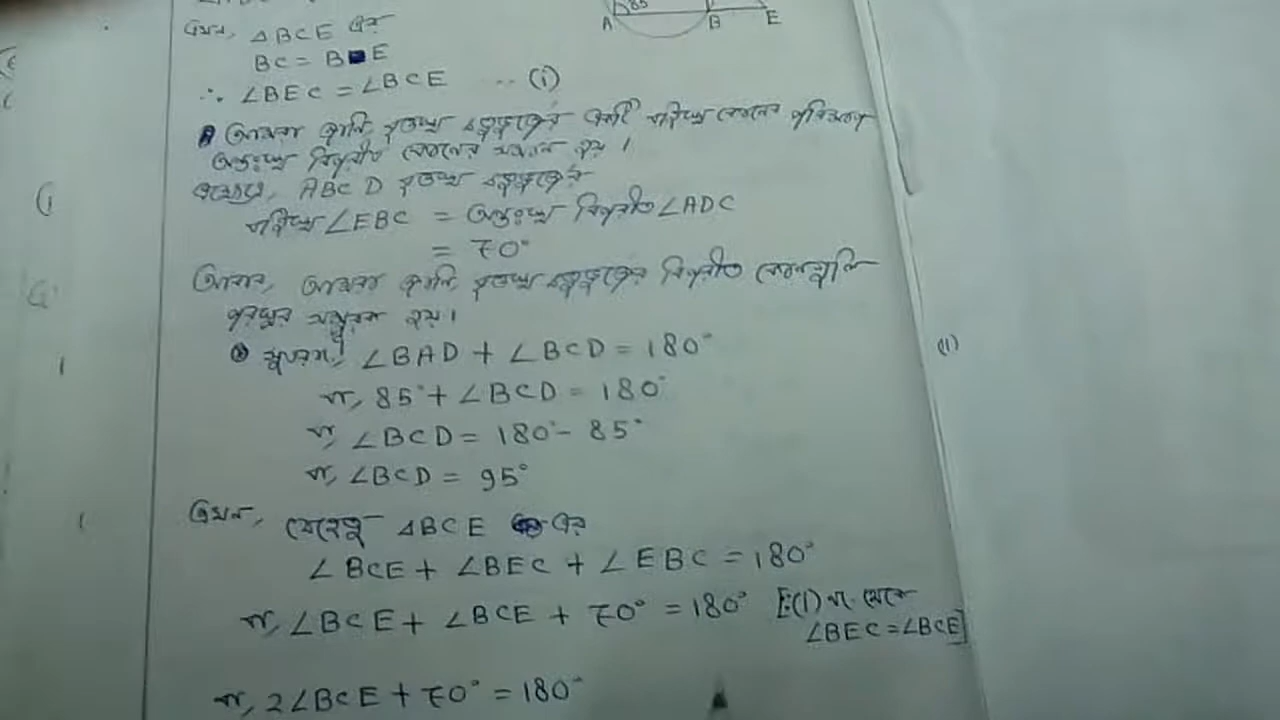 85
A B E
এখন, △BCE এর
BC = BE
∴ ∠BEC = ∠BCE ... (i)
আমরা জানি, বৃত্তস্থ চতুর্ভুজের একটি বহিঃস্থ কোণের পরিমাপ
অন্তঃস্থ বিপরীত কোণের সমান হয়।
এক্ষেত্রে, ABCD বৃত্তস্থ চতুর্ভুজের
বহিঃস্থ ∠EBC = অন্তঃস্থ বিপরীত ∠ADC
= 70°
আবার, আমরা জানি, বৃত্তস্থ চতুর্ভুজের বিপরীত কোণগুলি
পরস্পর সম্পূরক হয়।
সুতরাং, ∠BAD + ∠BCD = 180°
বা, 85° + ∠BCD = 180°
বা, ∠BCD = 180° - 85°
বা, ∠BCD = 95°
এখন, যেহেতু △BCE এর
∠BCE + ∠BEC + ∠EBC = 180°
বা, ∠BCE + ∠BCE + 70° = 180° [∵(i) নং থেকে
∠BEC = ∠BCE]
বা, 2∠BCE + 70° = 180°
(i)